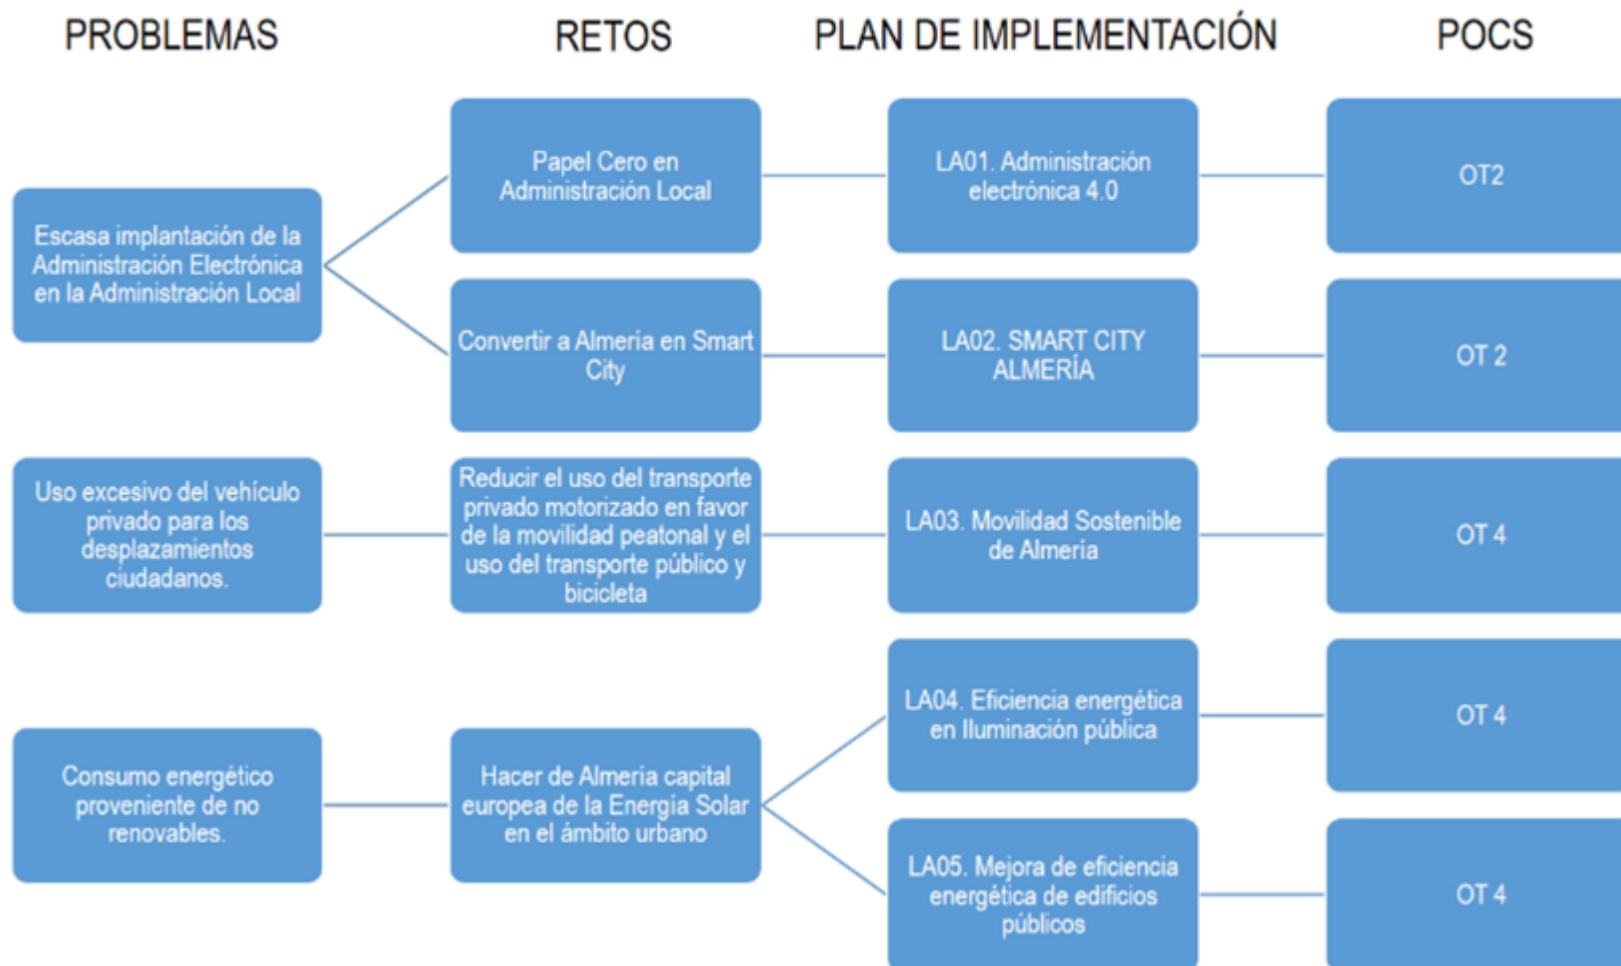 PROBLEMAS
RETOS
PLAN DE IMPLEMENTACIÓN
POCS
Escasa implantación de la
Administración Electrónica
en la Administración Local
Papel Cero en
Administración Local
LA01. Administración
electrónica 4.0
OT2
Convertir a Almería en Smart
City
LA02. SMART CITY
ALMERÍA
OT 2
Uso excesivo del vehículo
privado para los
desplazamientos
ciudadanos.
Reducir el uso del transporte
privado motorizado en favor
de la movilidad peatonal y el
uso del transporte público y
bicicleta
LA03. Movilidad Sostenible
de Almería
OT 4
Consumo energético
proveniente de no
renovables.
Hacer de Almería capital
europea de la Energía Solar
en el ámbito urbano
LA04. Eficiencia energética
en Iluminación pública
OT 4
LA05. Mejora de eficiencia
energética de edificios
públicos
OT 4